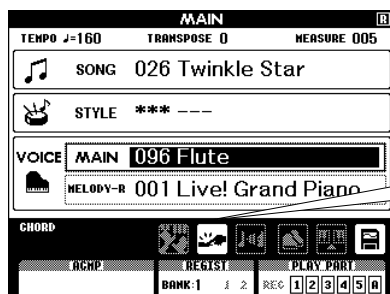 MAIN R
TEMPO ♩=160 TRANSPOSE 0 MEASURE 005
SONG 026 Twinkle Star
STYLE *** ---
VOICE MAIN 096 Flute
MELODY-R 001 Live! Grand Piano
CHORD
ACMP REGIST PLAY PART
BANK:1 1 2 REC 1 2 3 4 5 A